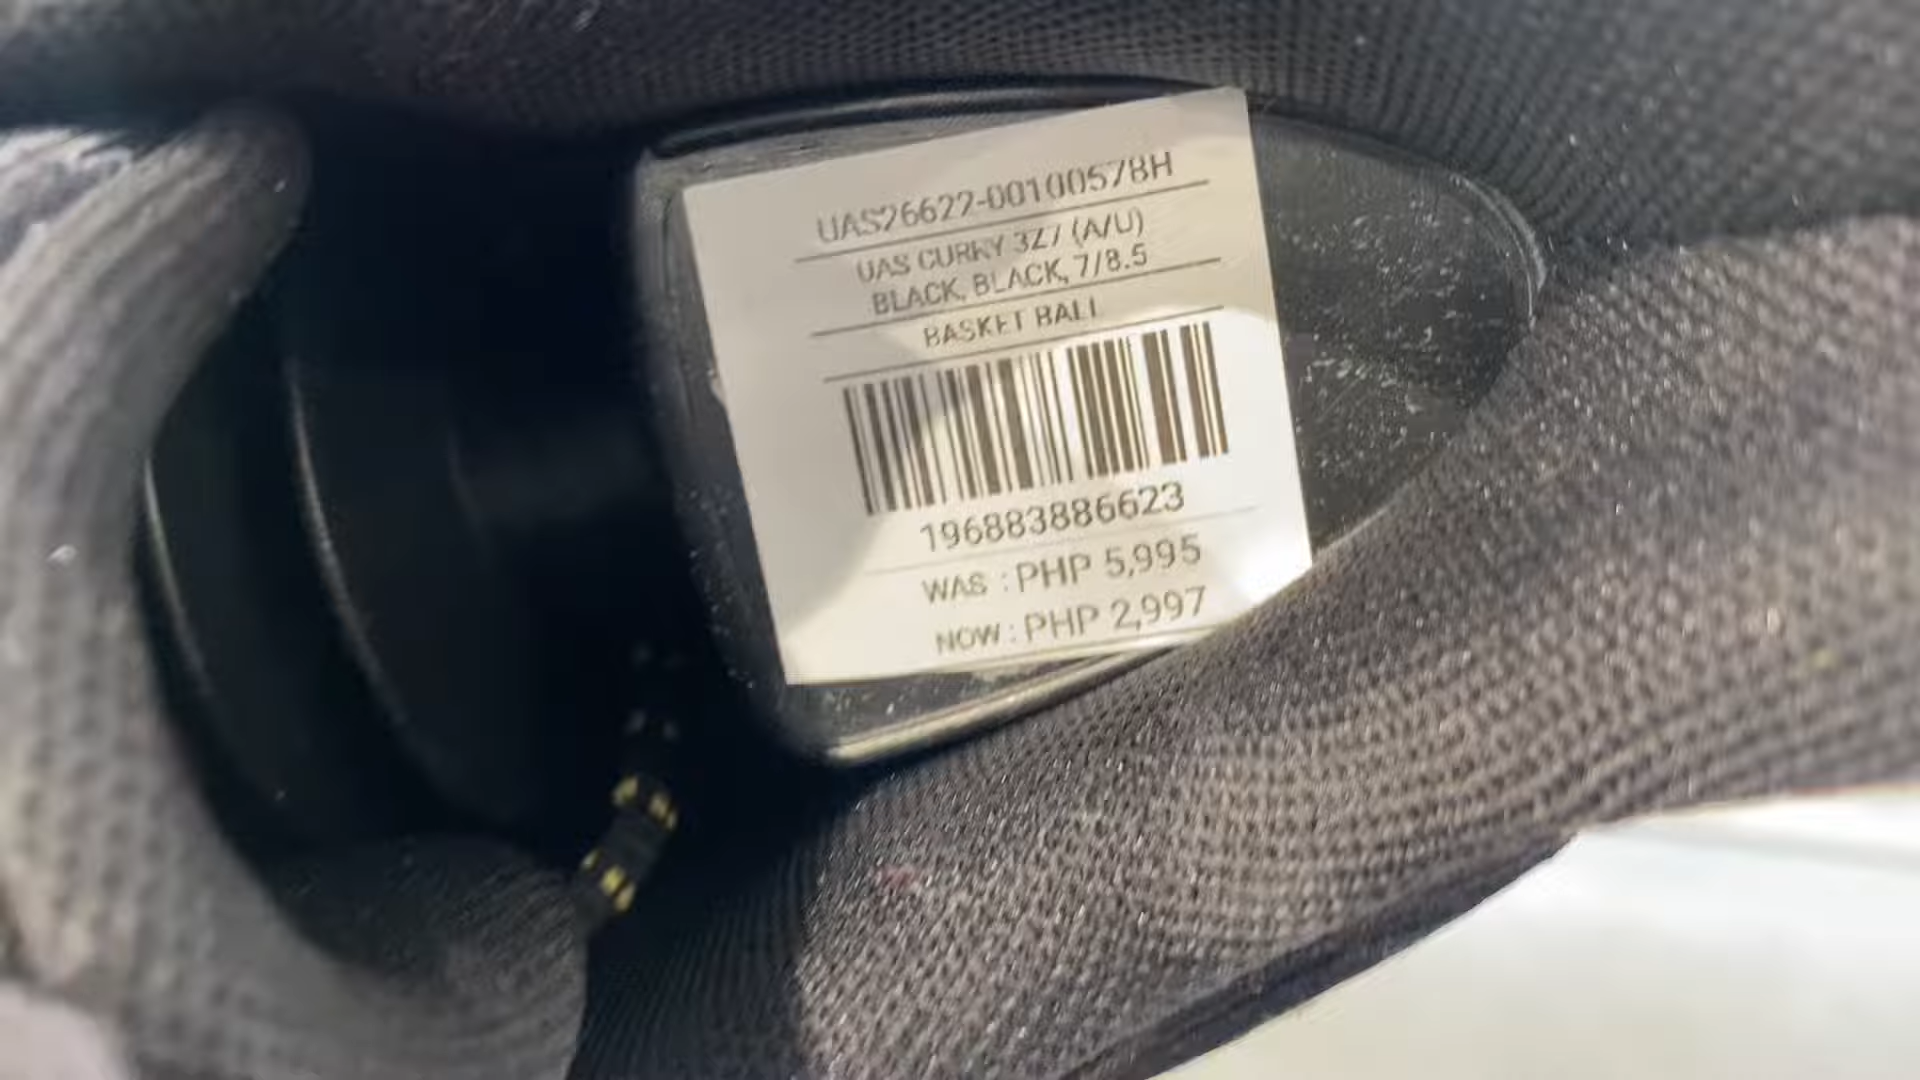 UAS26622-00100578H
UAS CURRY 3Z7 (A/U)
BLACK, BLACK, 7/8.5
BASKET BALL
196883886623
WAS : PHP 5,995
NOW : PHP 2,997